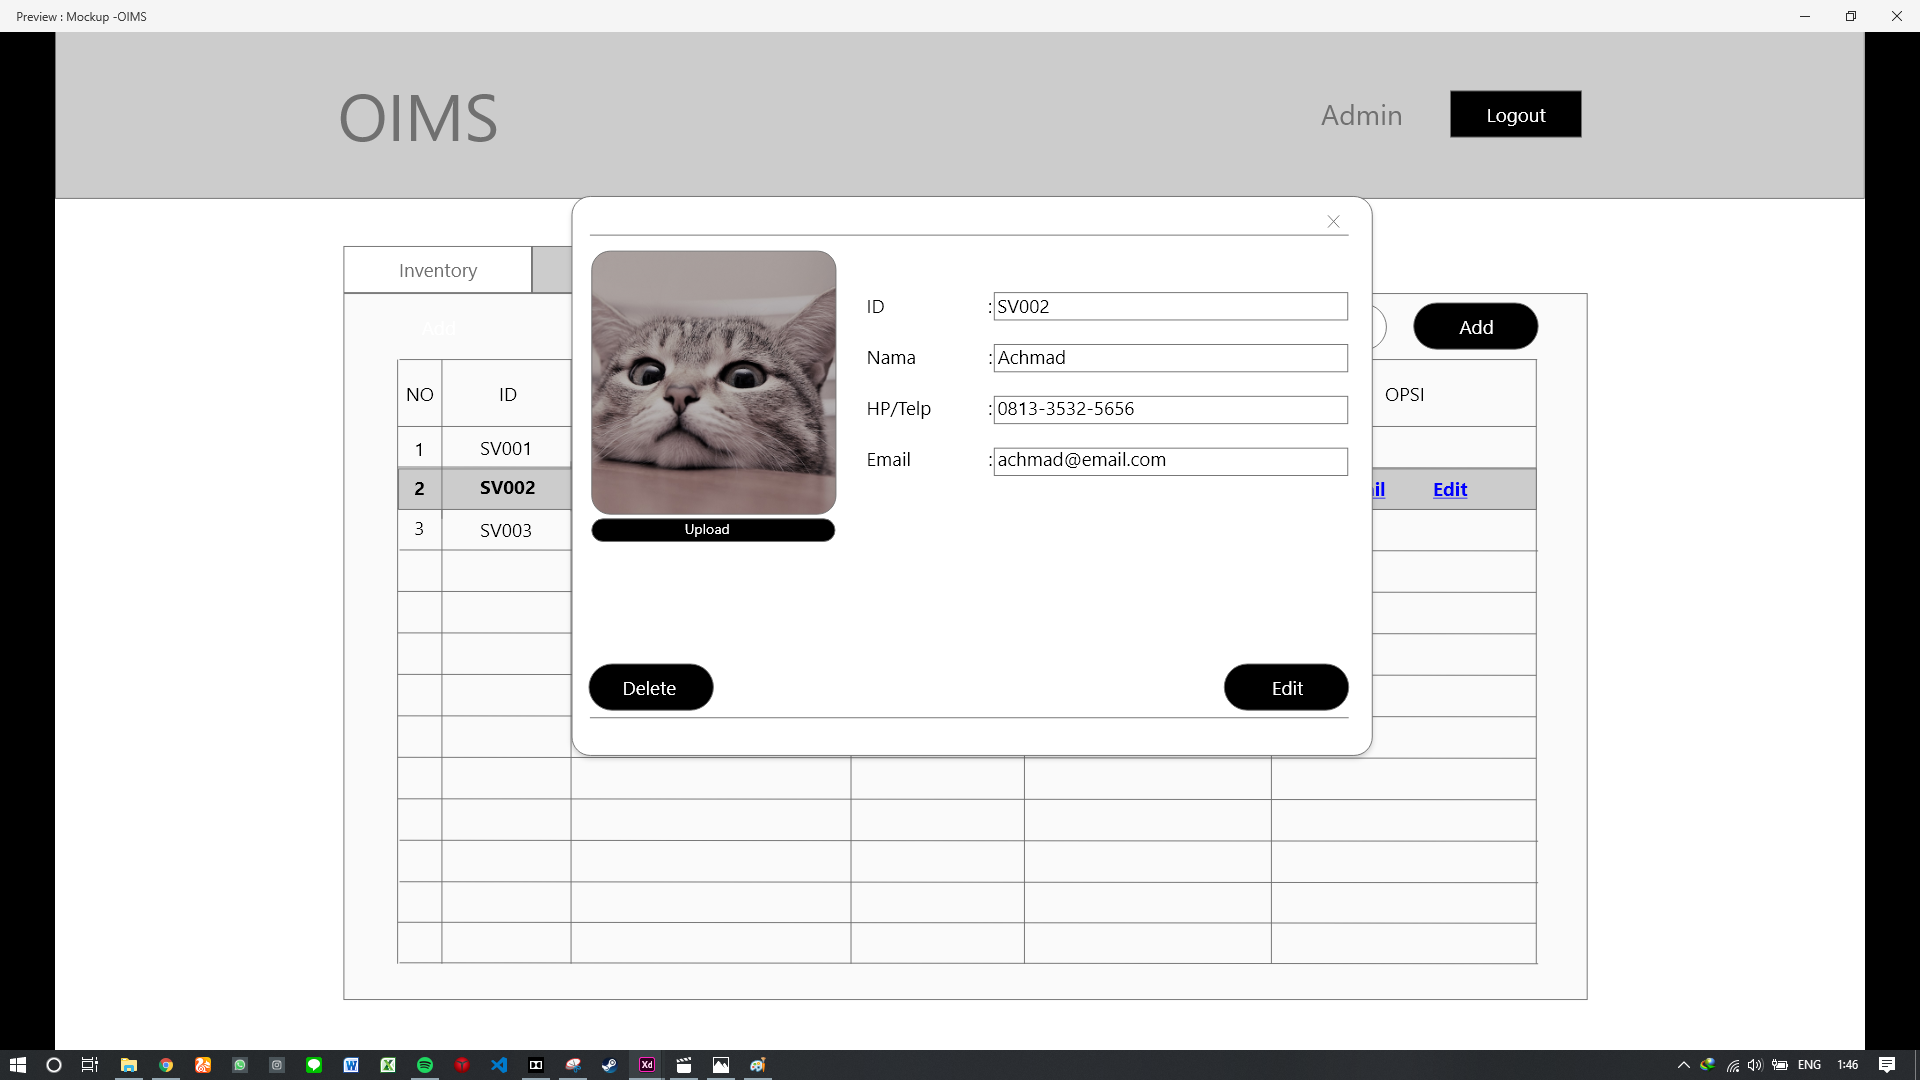 Preview : Mockup -OIMS
OIMS
Admin
Logout
Inventory
Add
Add
NO
ID
OPSI
1
SV001
2
SV002
il
Edit
3
SV003
ID
:
SV002
Nama
:
Achmad
HP/Telp
:
0813-3532-5656
Email
:
achmad@email.com
Upload
Delete
Edit
ENG
1:46